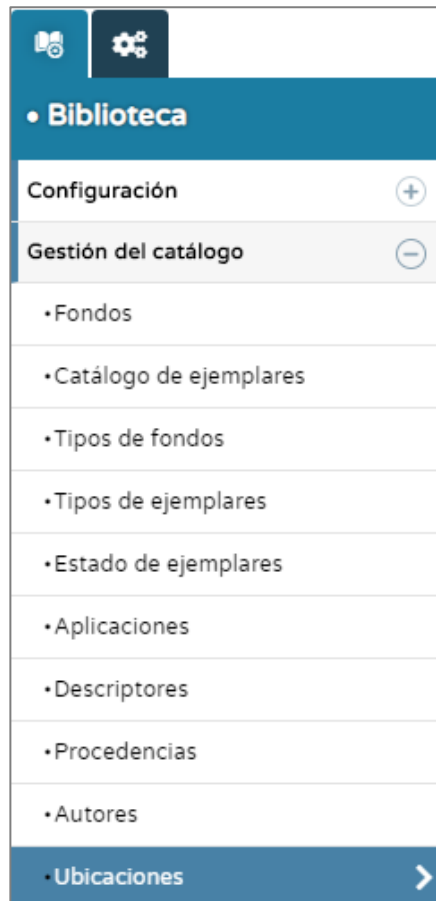 • Biblioteca
Configuración
Gestión del catálogo
•Fondos
•Catálogo de ejemplares
•Tipos de fondos
•Tipos de ejemplares
•Estado de ejemplares
•Aplicaciones
•Descriptores
•Procedencias
•Autores
•Ubicaciones